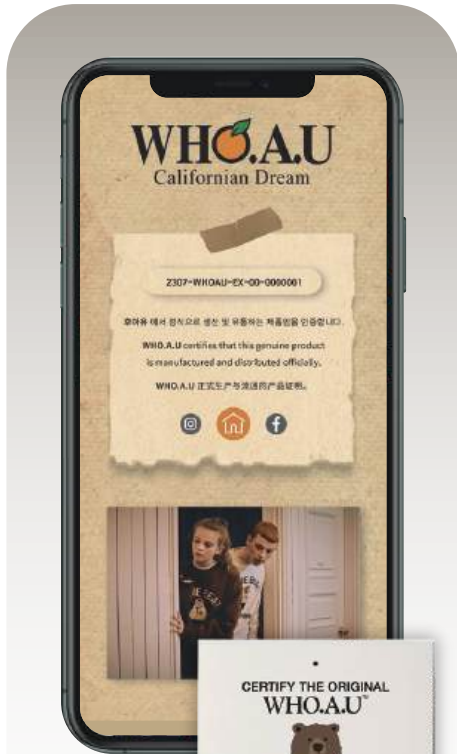 WHO.A.U
Californian Dream
2307-WHOAU-EX-00-0000001
후아유 에서 정식으로 생산 및 유통하는 제품임을 인증합니다.
WHO.A.U certifies that this genuine product
is manufactured and distributed officially.
WHO.A.U 正式生产与流通的产品证明。
CERTIFY THE ORIGINAL
WHO.A.U™